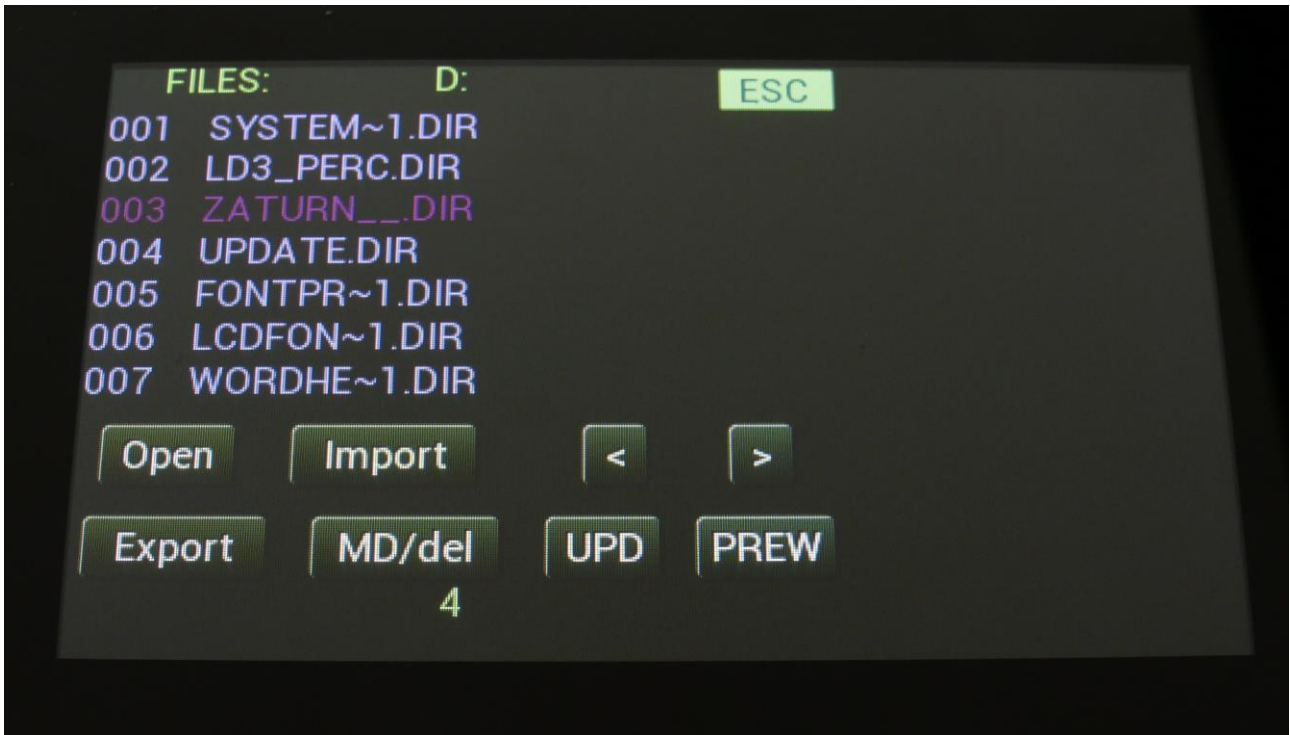 FILES: D: ESC
001 SYSTEM~1.DIR
002 LD3_PERC.DIR
003 ZATURN__.DIR
004 UPDATE.DIR
005 FONTPR~1.DIR
006 LCDFON~1.DIR
007 WORDHE~1.DIR
Open Import < >
Export MD/del UPD PREW
4